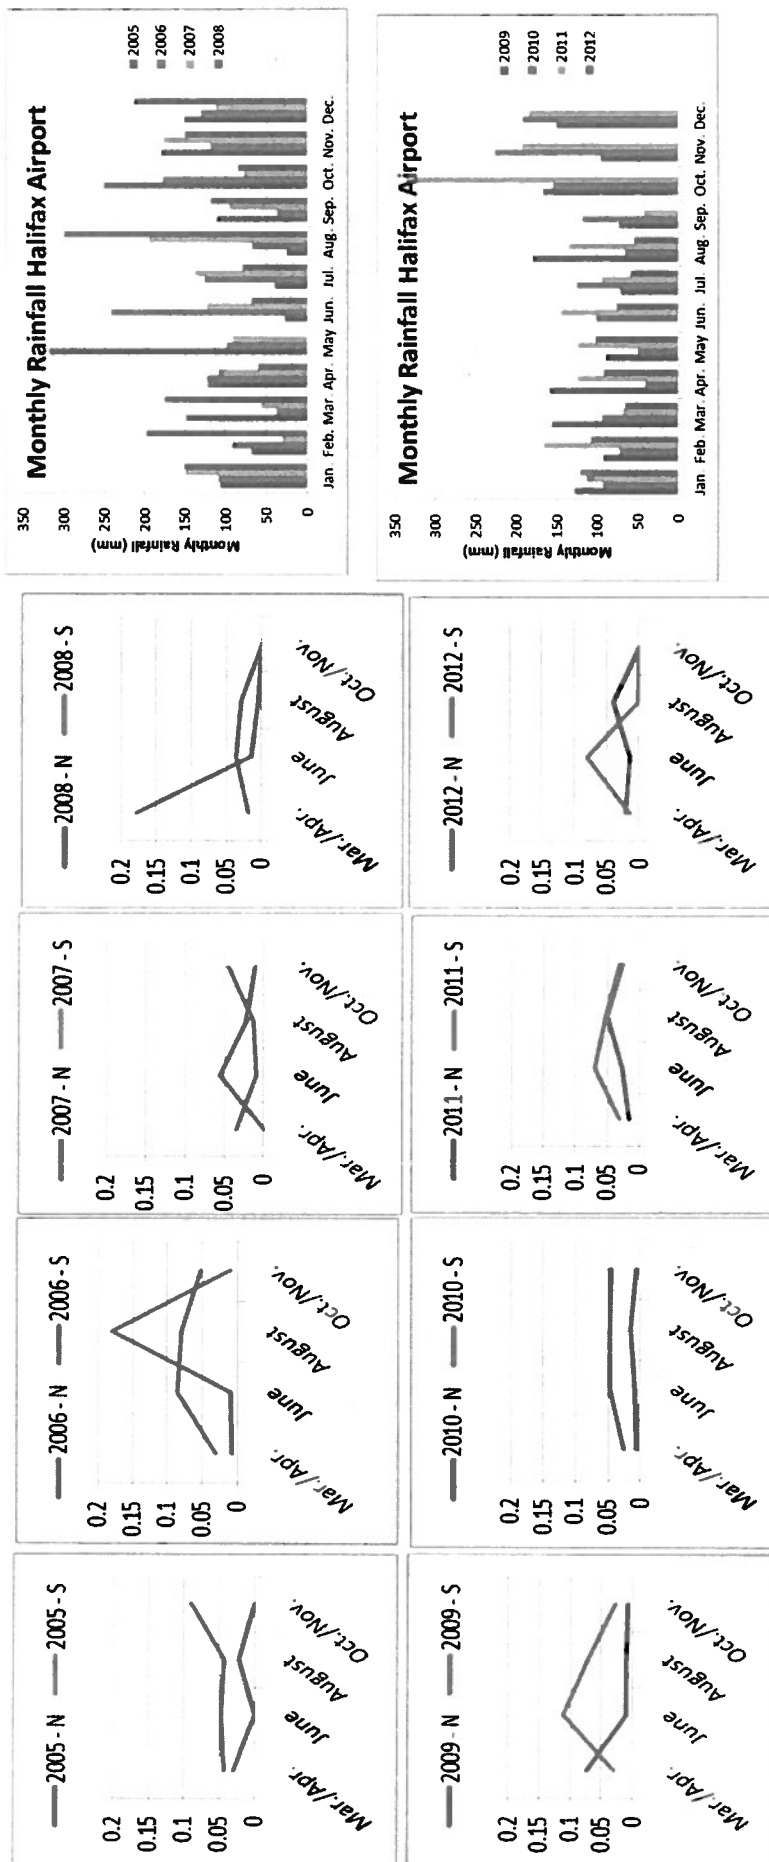 2005 - N 2005 - S
0.2
0.15
0.1
0.05
0
Mar./Apr. June August Oct./Nov.
2006 - N 2006 - S
0.2
0.15
0.1
0.05
0
Mar./Apr. June August Oct./Nov.
2007 - N 2007 - S
0.2
0.15
0.1
0.05
0
Mar./Apr. June August Oct./Nov.
2008 - N 2008 - S
0.2
0.15
0.1
0.05
0
Mar./Apr. June August Oct./Nov.
Monthly Rainfall Halifax Airport
Monthly Rainfall (mm)
350
300
250
200
150
100
50
0
Jan. Feb. Mar. Apr. May Jun. Jul. Aug. Sep. Oct. Nov. Dec.
2005
2006
2007
2008
2009 - N 2009 - S
0.2
0.15
0.1
0.05
0
Mar./Apr. June August Oct./Nov.
2010 - N 2010 - S
0.2
0.15
0.1
0.05
0
Mar./Apr. June August Oct./Nov.
2011 - N 2011 - S
0.2
0.15
0.1
0.05
0
Mar./Apr. June August Oct./Nov.
2012 - N 2012 - S
0.2
0.15
0.1
0.05
0
Mar./Apr. June August Oct./Nov.
Monthly Rainfall Halifax Airport
Monthly Rainfall (mm)
350
300
250
200
150
100
50
0
Jan. Feb. Mar. Apr. May Jun. Jul. Aug. Sep. Oct. Nov. Dec.
2009
2010
2011
2012